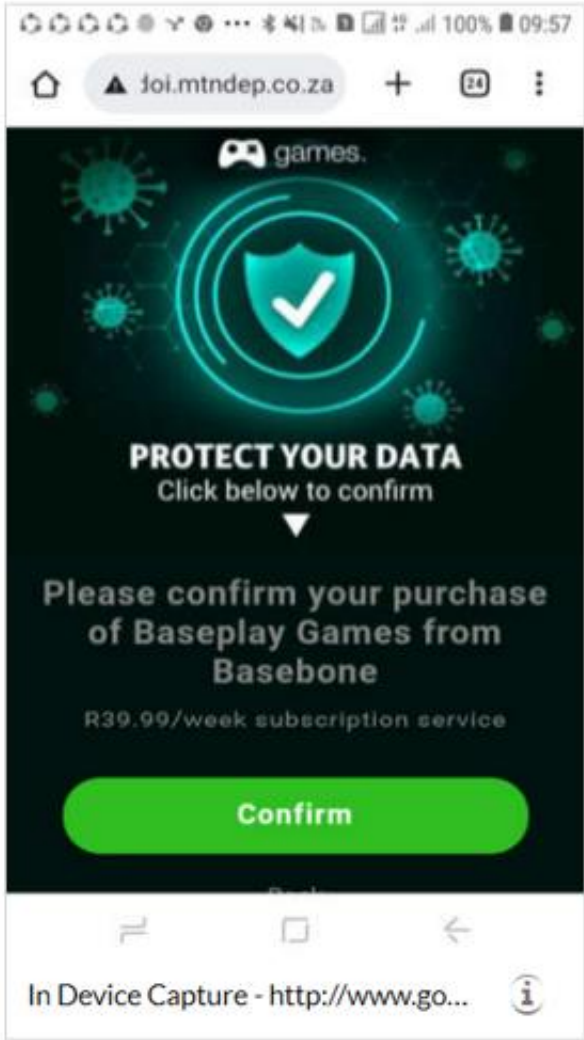 100% 09:57
doi.mtndep.co.za
24
games.
PROTECT YOUR DATA
Click below to confirm
Please confirm your purchase
of Baseplay Games from
Basebone
R39.99/week subscription service
Confirm
In Device Capture - http://www.go...